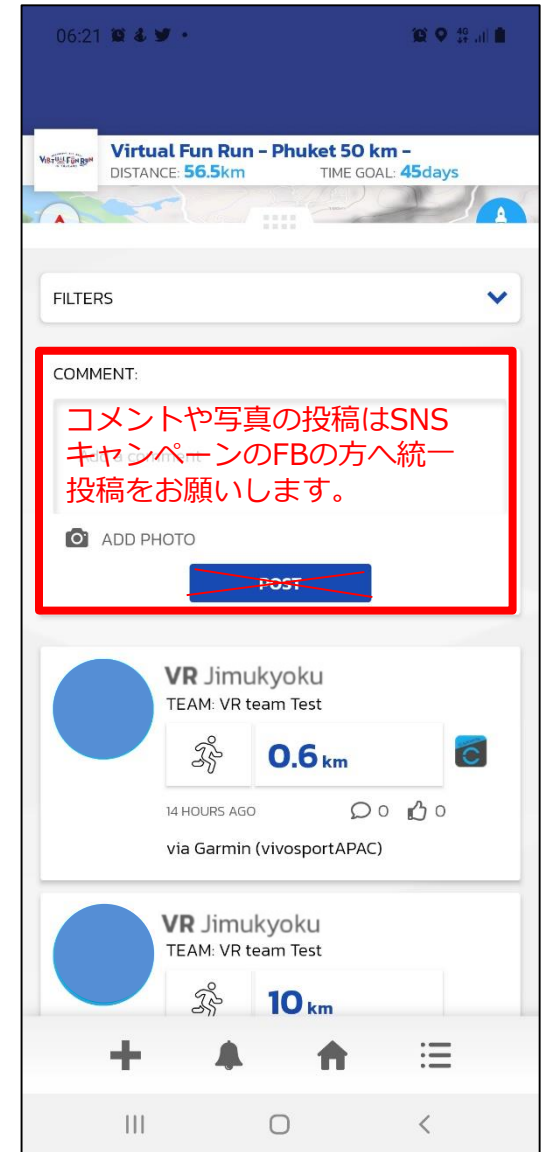 06:21
4G
VIRTUAL FUN RUN
Virtual Fun Run - Phuket 50 km -
DISTANCE: 56.5km TIME GOAL: 45days
FILTERS
COMMENT:
コメントや写真の投稿はSNS
キャンペーンのFBの方へ統一
投稿をお願いします。
ADD PHOTO
POST
VR Jimukyoku
TEAM: VR team Test
0.6 km
14 HOURS AGO 0 0
via Garmin (vivosportAPAC)
VR Jimukyoku
TEAM: VR team Test
10 km